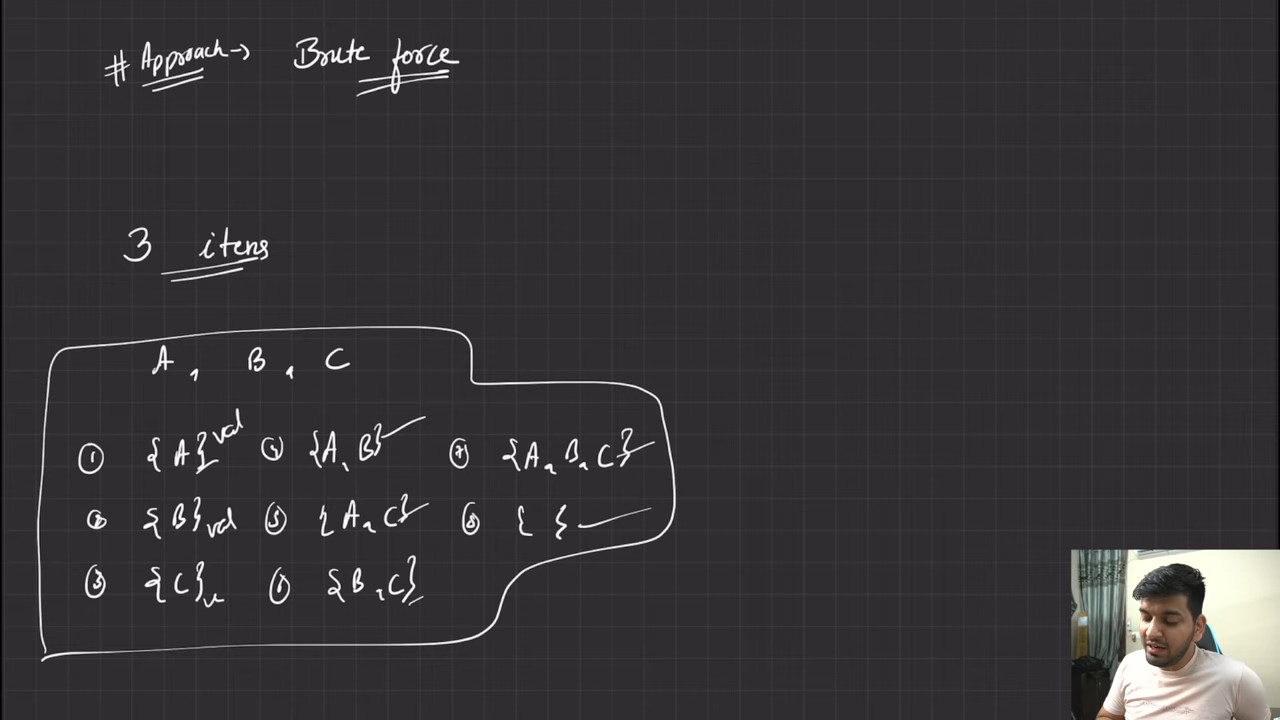 # Approach → Brute force
3 items
A, B, C
① {A} val ④ {A, B} ⑦ {A, B, C}
② {B} val ⑤ {A, C} ⑧ { }
③ {C} v ⑥ {B, C}